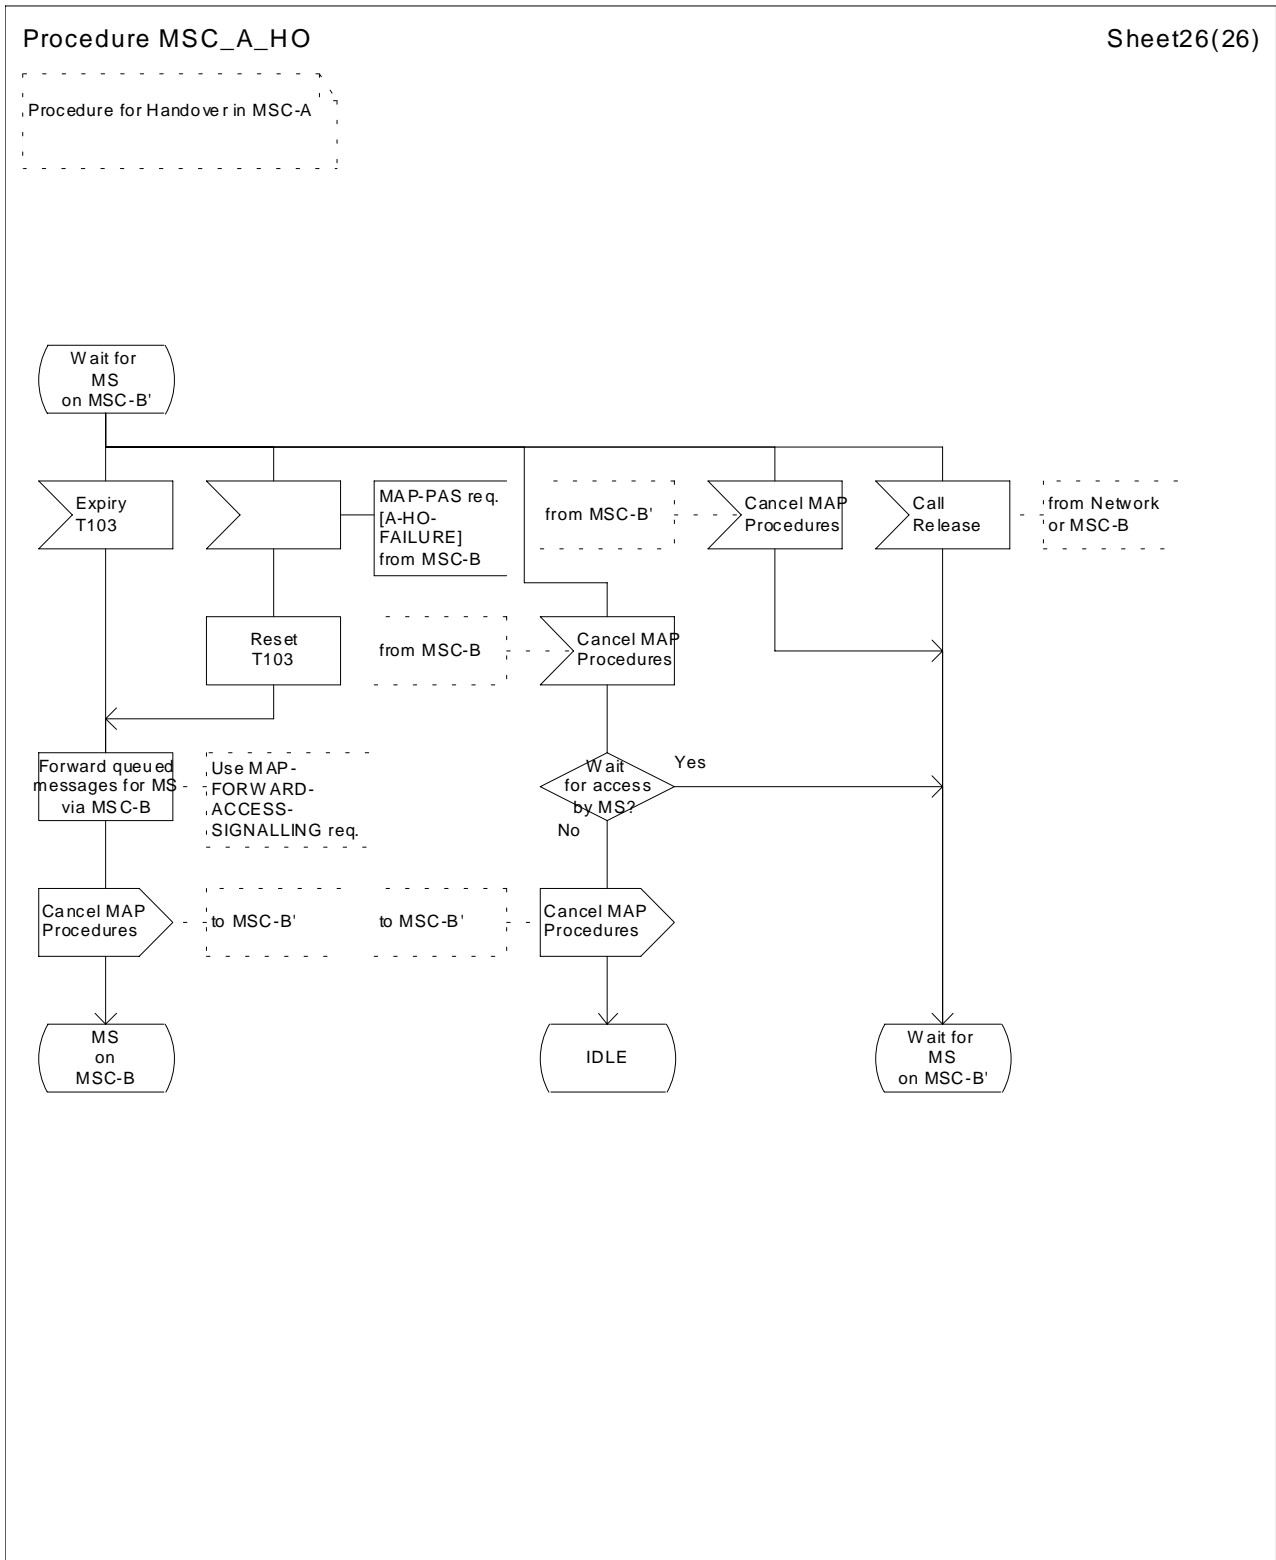 Procedure MSC_A_HO
Sheet26(26)
Procedure for Handover in MSC-A
Wait for
MS
on MSC-B'
Expiry
T103
MAP-PAS req.
[A-HO-
FAILURE]
from MSC-B
from MSC-B'
Cancel MAP
Procedures
Call
Release
from Network
or MSC-B
Reset
T103
from MSC-B
Cancel MAP
Procedures
Forward queued
messages for MS
via MSC-B
Use MAP-
FORWARD-
ACCESS-
SIGNALLING req.
Wait
for access
by MS?
Yes
No
Cancel MAP
Procedures
to MSC-B'
to MSC-B'
Cancel MAP
Procedures
MS
on
MSC-B
IDLE
Wait for
MS
on MSC-B'